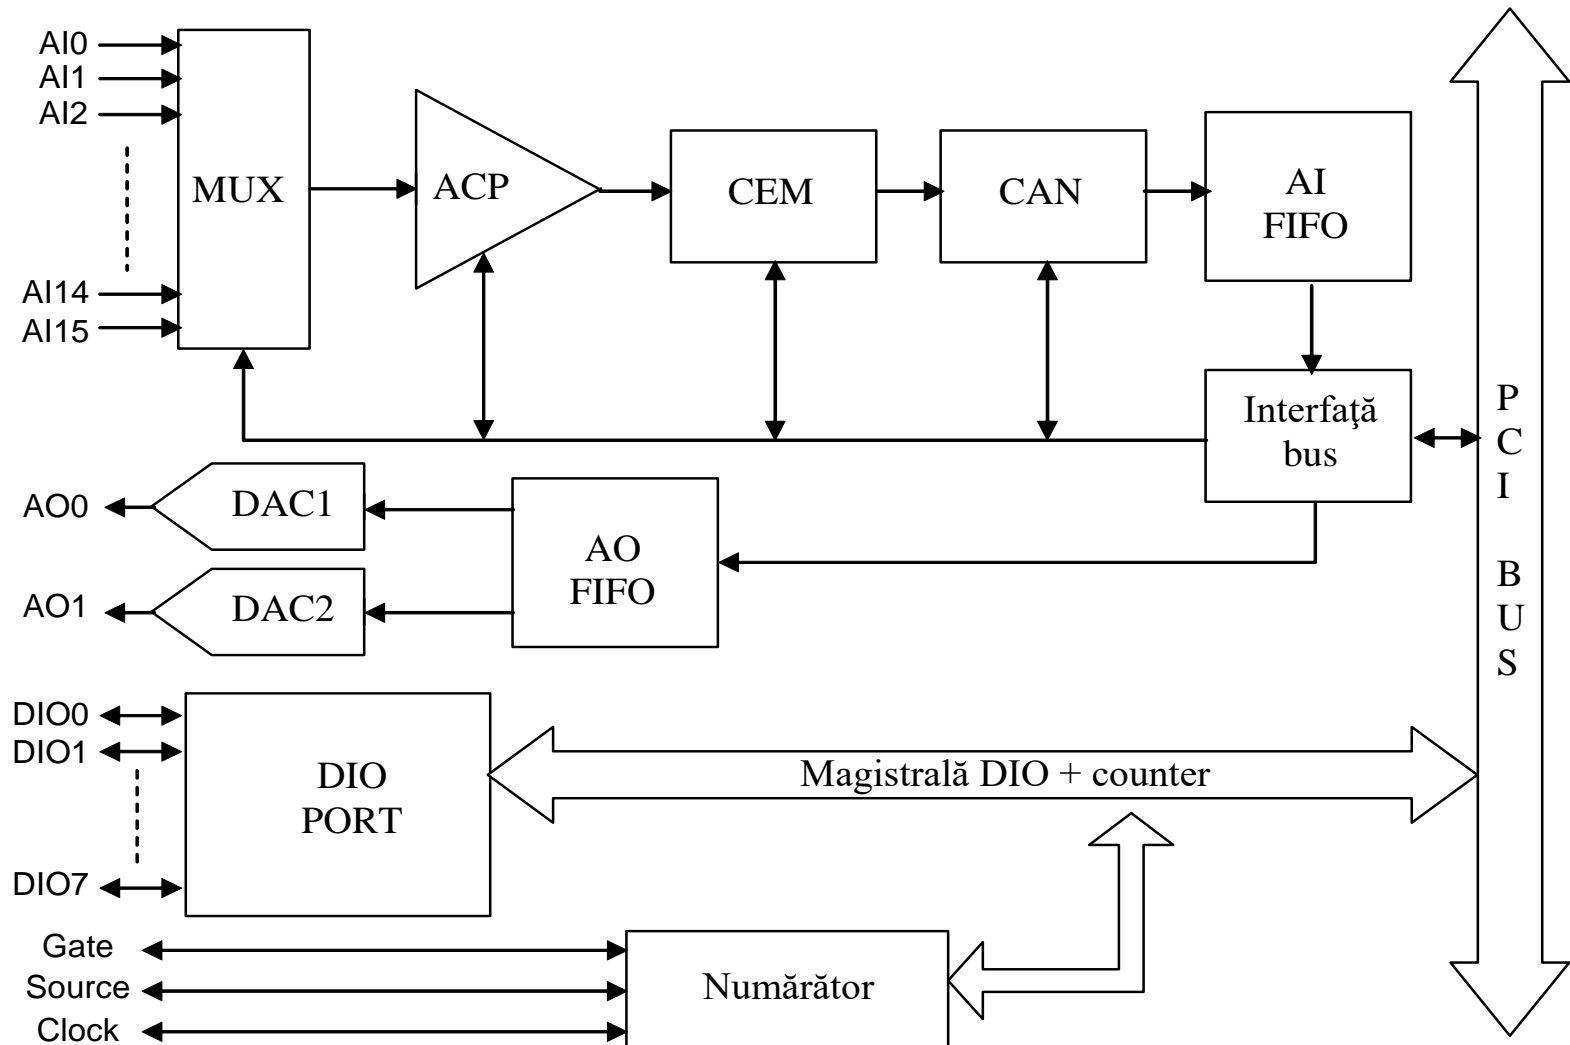 AI0
AI1
AI2
AI14
AI15
MUX
ACP
CEM
CAN
AI
FIFO
Interfaţă
bus
P
C
I
B
U
S
AO0
DAC1
AO1
DAC2
AO
FIFO
DIO0
DIO1
DIO7
DIO
PORT
Magistrală DIO + counter
Gate
Source
Clock
Numărător